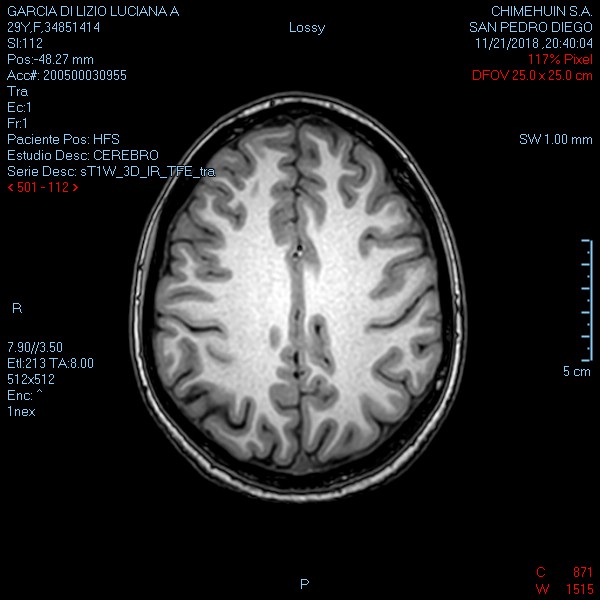 GARCIA DI LIZIO LUCIANA A
29Y,F,34851414
Sl:112
Pos:-48.27 mm
Acc#: 200500030955
Tra
Ec:1
Fr:1
Paciente Pos: HFS
Estudio Desc: CEREBRO
Serie Desc: sT1W_3D_IR_TFE_tra
< 501 - 112 >
Lossy
CHIMEHUIN S.A.
SAN PEDRO DIEGO
11/21/2018 ,20:40:04
117% Pixel
DFOV 25.0 x 25.0 cm
SW 1.00 mm
R
7.90//3.50
Etl:213 TA:8.00
512x512
Enc: ^
1nex
5 cm
P
C 871
W 1515